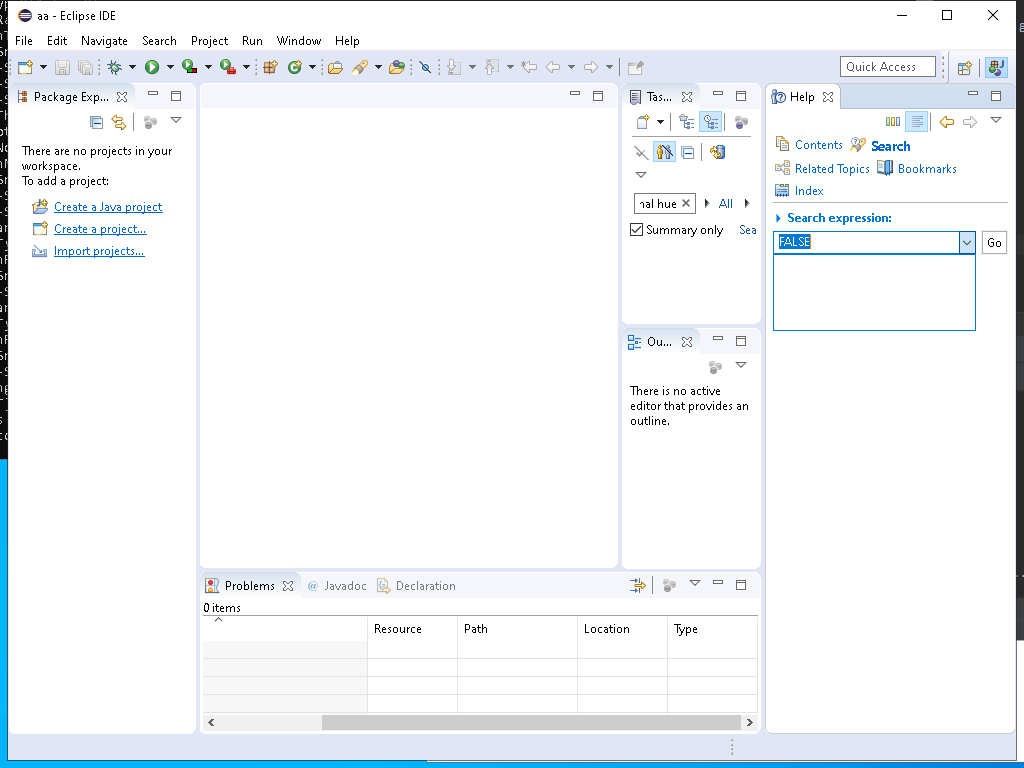 aa - Eclipse IDE
File Edit Navigate Search Project Run Window Help
Quick Access
Package Exp...
There are no projects in your
workspace.
To add a project:
Create a Java project
Create a project...
Import projects...
Tas...
nal hue
All
Summary only
Sea
Ou...
There is no active
editor that provides an
outline.
Help
Contents
Search
Related Topics
Bookmarks
Index
Search expression:
FALSE
Go
Problems
@ Javadoc
Declaration
0 items
Resource Path Location Type